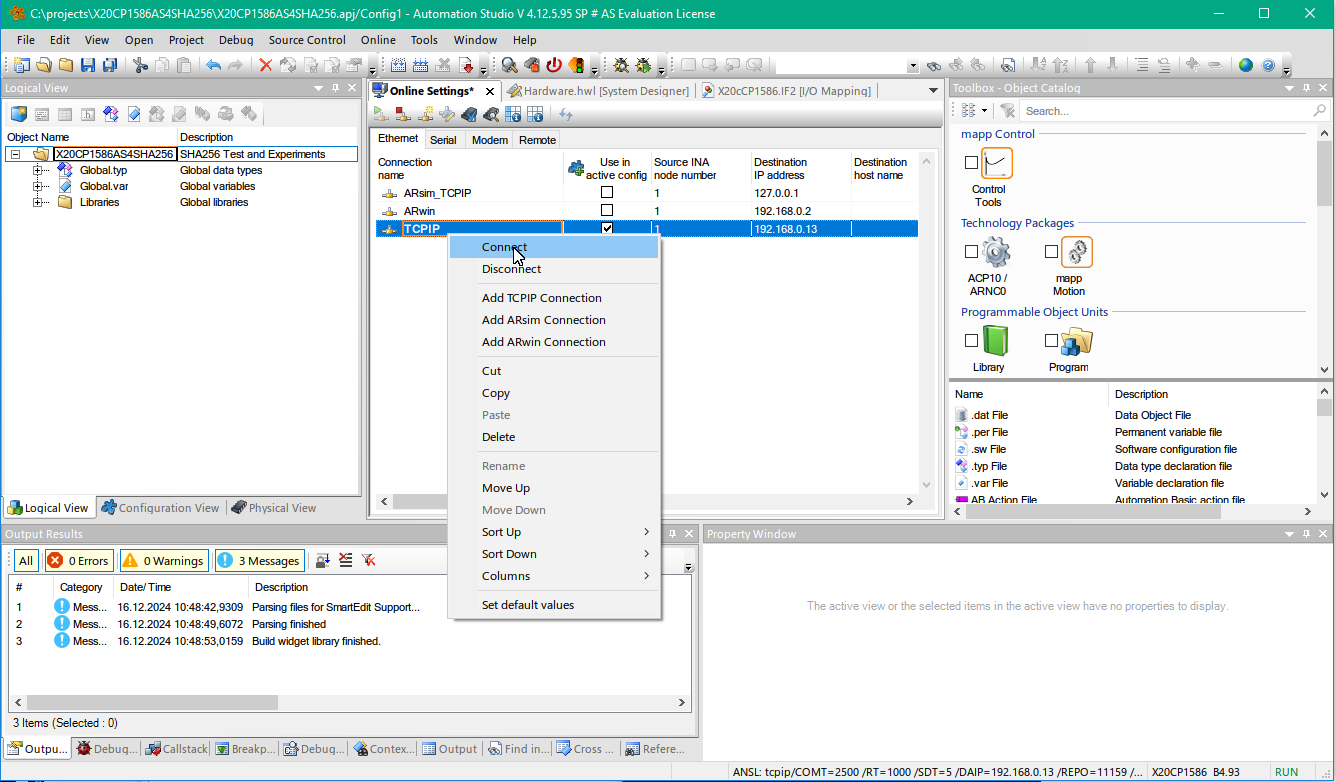 C:\projects\X20CP1586AS4SHA256\X20CP1586AS4SHA256.apj/Config1 - Automation Studio V 4.12.5.95 SP # AS Evaluation License
File Edit View Open Project Debug Source Control Online Tools Window Help
Logical View
Object Name Description
X20CP1586AS4SHA256 SHA256 Test and Experiments
Global.typ Global data types
Global.var Global variables
Libraries Global libraries
Logical View Configuration View Physical View
Online Settings* Hardware.hwl [System Designer] X20cCP1586.IF2 [I/O Mapping]
Ethernet Serial Modem Remote
Connection name Use in active config Source INA node number Destination IP address Destination host name
ARsim_TCPIP 1 127.0.0.1
ARwin 1 192.168.0.2
TCPIP 1 192.168.0.13
Connect
Disconnect
Add TCPIP Connection
Add ARsim Connection
Add ARwin Connection
Cut
Copy
Paste
Delete
Rename
Move Up
Move Down
Sort Up
Sort Down
Columns
Set default values
Toolbox - Object Catalog
Search...
mapp Control
Control Tools
Technology Packages
ACP10 / ARNC0
mapp Motion
Programmable Object Units
Library Program
Name Description
.dat File Data Object File
.per File Permanent variable file
.sw File Software configuration file
.typ File Data type declaration file
.var File Variable declaration file
AB Action File Automation Basic action file
Output Results
All 0 Errors 0 Warnings 3 Messages
# Category Date/ Time Description
1 Mess... 16.12.2024 10:48:42,9309 Parsing files for SmartEdit Support...
2 Mess... 16.12.2024 10:48:49,6072 Parsing finished
3 Mess... 16.12.2024 10:48:53,0159 Build widget library finished.
3 Items (Selected : 0)
Outpu... Debug... Callstack Breakp... Debug... Contex... Output Find in... Cross ... Refere...
Property Window
The active view or the selected items in the active view have no properties to display.
ANSL: tcpip/COMT=2500 /RT=1000 /SDT=5 /DAIP=192.168.0.13 /REPO=11159 /... X20CP1586 B4.93 RUN